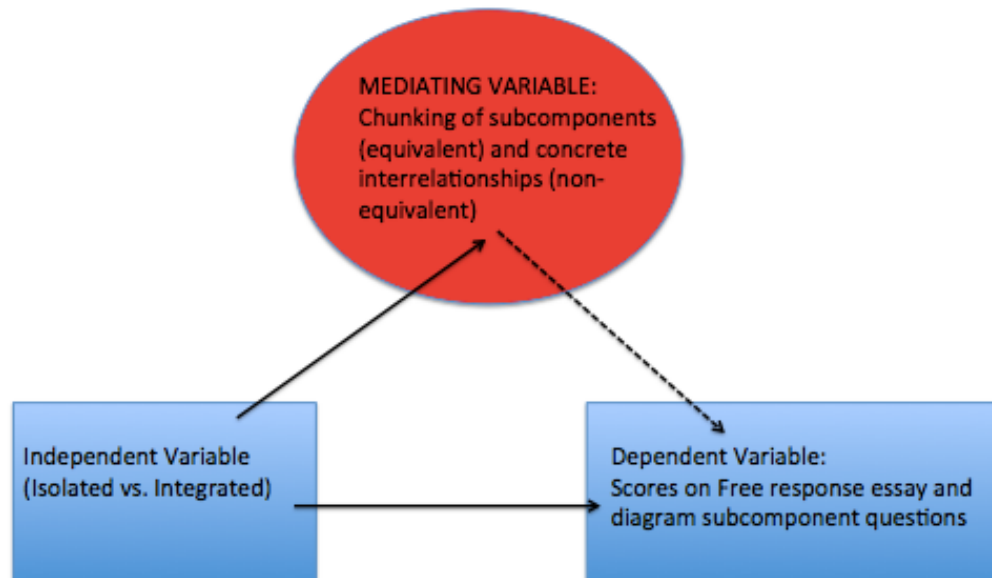 MEDIATING VARIABLE:
Chunking of subcomponents
(equivalent) and concrete
interrelationships (non-
equivalent)
Independent Variable
(Isolated vs. Integrated)
Dependent Variable:
Scores on Free response essay and
diagram subcomponent questions